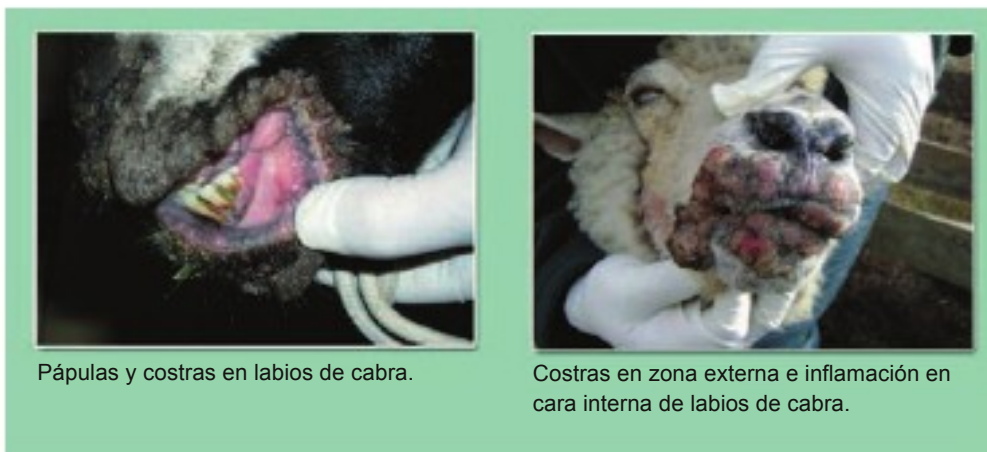 Pápulas y costras en labios de cabra.
Costras en zona externa e inflamación en
cara interna de labios de cabra.